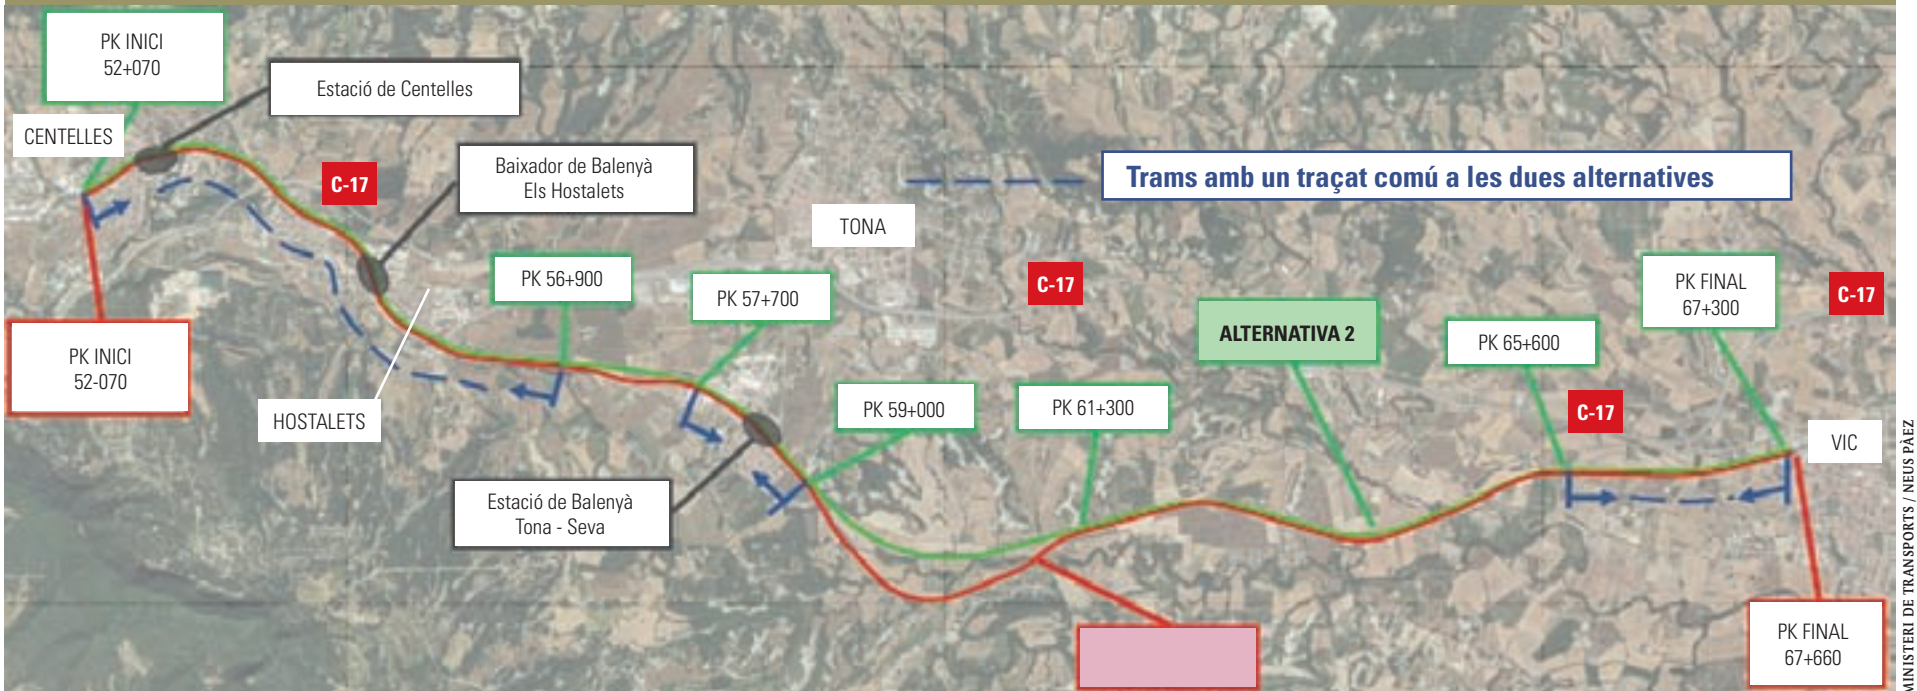 PK INICI
52+070
Estació de Centelles
CENTELLES
C-17
Baixador de Balenyà
Els Hostalets
Trams amb un traçat comú a les dues alternatives
TONA
PK 56+900
PK 57+700
C-17
PK FINAL
67+300
C-17
ALTERNATIVA 2
PK 65+600
PK INICI
52-070
HOSTALETS
PK 59+000
PK 61+300
C-17
VIC
Estació de Balenyà
Tona - Seva
PK FINAL
67+660
MINISTERI DE TRANSPORTS / NEUS PÀEZ